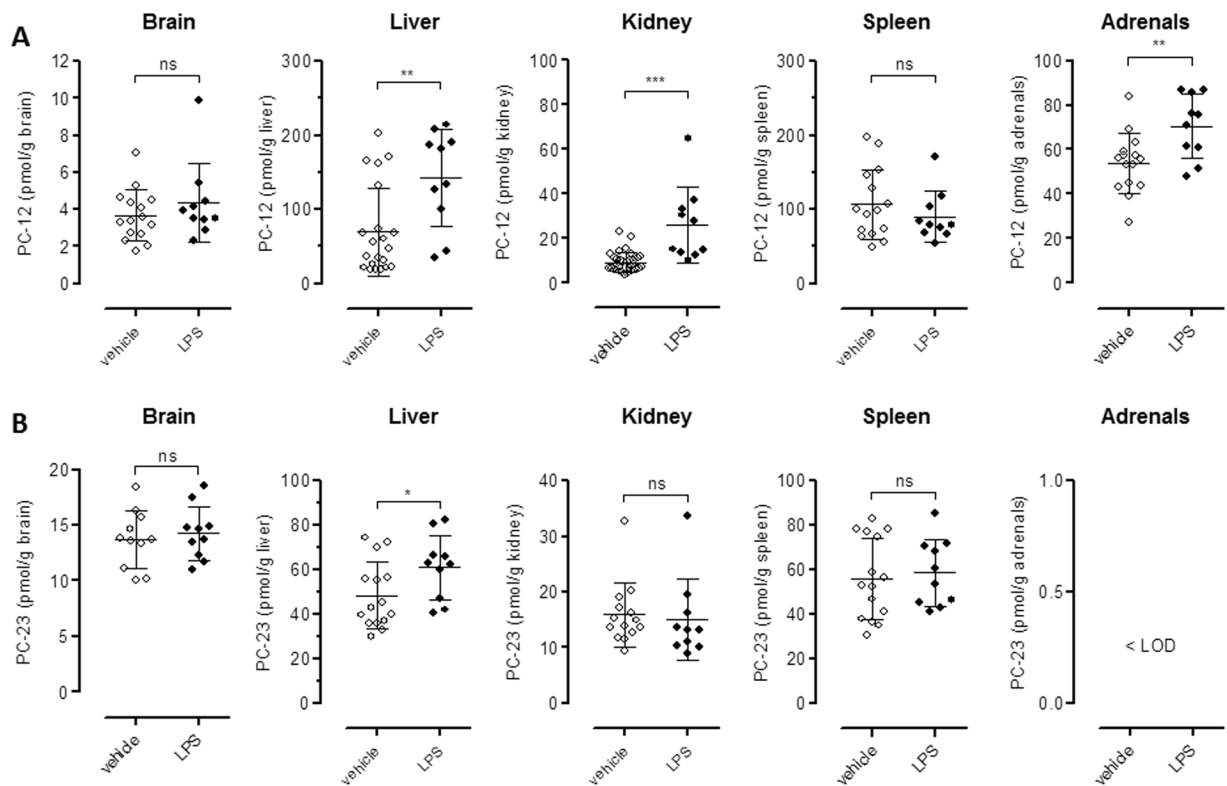 A
Brain
Liver
Kidney
Spleen
Adrenals
PC-12 (pmol/g brain)
12
10
8
6
4
2
0
ns
vehicle
LPS
PC-12 (pmol/g liver)
300
200
100
0
**
vehicle
LPS
PC-12 (pmol/g kidney)
100
80
60
40
20
0
***
vehicle
LPS
PC-12 (pmol/g spleen)
300
200
100
0
ns
vehicle
LPS
PC-12 (pmol/g adrenals)
100
80
60
40
20
0
**
vehicle
LPS
B
Brain
Liver
Kidney
Spleen
Adrenals
PC-23 (pmol/g brain)
20
15
10
5
0
ns
vehicle
LPS
PC-23 (pmol/g liver)
100
80
60
40
20
0
*
vehicle
LPS
PC-23 (pmol/g kidney)
40
30
20
10
0
ns
vehicle
LPS
PC-23 (pmol/g spleen)
100
80
60
40
20
0
ns
vehicle
LPS
PC-23 (pmol/g adrenals)
1.0
0.5
0.0
< LOD
vehicle
LPS